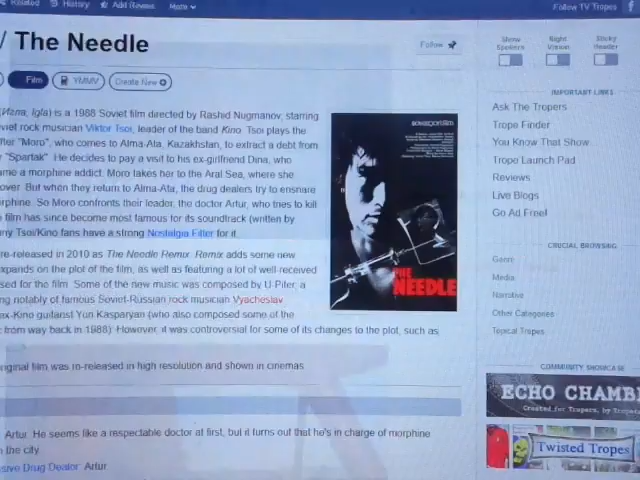 Related History Add Review More
Follow TV Tropes
/ The Needle
Follow
Show Spoilers
Night Vision
Sticky Header
Film YMMV Create New
IMPORTANT LINKS
(Игла, Igla) is a 1988 Soviet film directed by Rashid Nugmanov, starring
viet rock musician Viktor Tsoi, leader of the band Kino. Tsoi plays the
"Moro", who comes to Alma-Ata, Kazakhstan, to extract a debt from
"Spartak" He decides to pay a visit to his ex-girlfriend Dina, who
ame a morphine addict. Moro takes her to the Aral Sea, where she
over. But when they return to Alma-Ata, the drug dealers try to ensnare
rphine. So Moro confronts their leader, the doctor Artur, who tries to kill
film has since become most famous for its soundtrack (written by
ny Tsoi/Kino fans have a strong Nostalgia Filter for it.
re-released in 2010 as The Needle Remix. Remix adds some new
xpands on the plot of the film, as well as featuring a lot of well-received
sed for the film. Some of the new music was composed by U Piter, a
ng notably of famous Soviet-Russian rock musician Vyacheslav
ex-Kino guitarist Yuri Kasparyan (who also composed some of the
from way back in 1988). However, it was controversial for some of its changes to the plot, such as
riginal film was re-released in high resolution and shown in cinemas
Artur. He seems like a respectable doctor at first, but it turns out that he's in charge of morphine
the city.
sive Drug Dealer: Artur
THE
NEEDLE
Ask The Tropers
Trope Finder
You Know That Show...
Trope Launch Pad
Reviews
Live Blogs
Go Ad Free!
CRUCIAL BROWSING
Genre
Media
Narrative
Other Categories
Topical Tropes
COMMUNITY SHOWCASE
ECHO CHAMB
Created for Tropers, by Tropers
Twisted Tropes